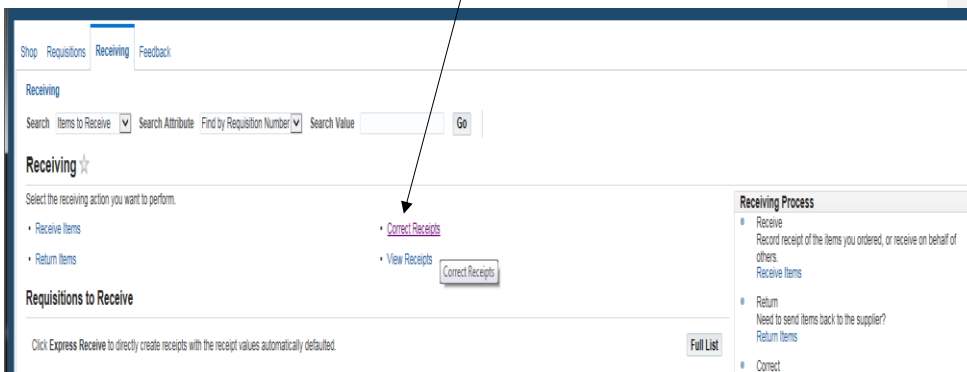 Shop Requisitions Receiving Feedback
Receiving
Search Items to Receive Search Attribute Find by Requisition Number Search Value Go
Receiving
Select the receiving action you want to perform.
• Receive Items • Correct Receipts
• Return Items • View Receipts
Correct Receipts
Requisitions to Receive
Click Express Receive to directly create receipts with the receipt values automatically defaulted. Full List
Receiving Process
• Receive
Record receipt of the items you ordered, or receive on behalf of
others.
Receive Items
• Return
Need to send items back to the supplier?
Return Items
• Correct